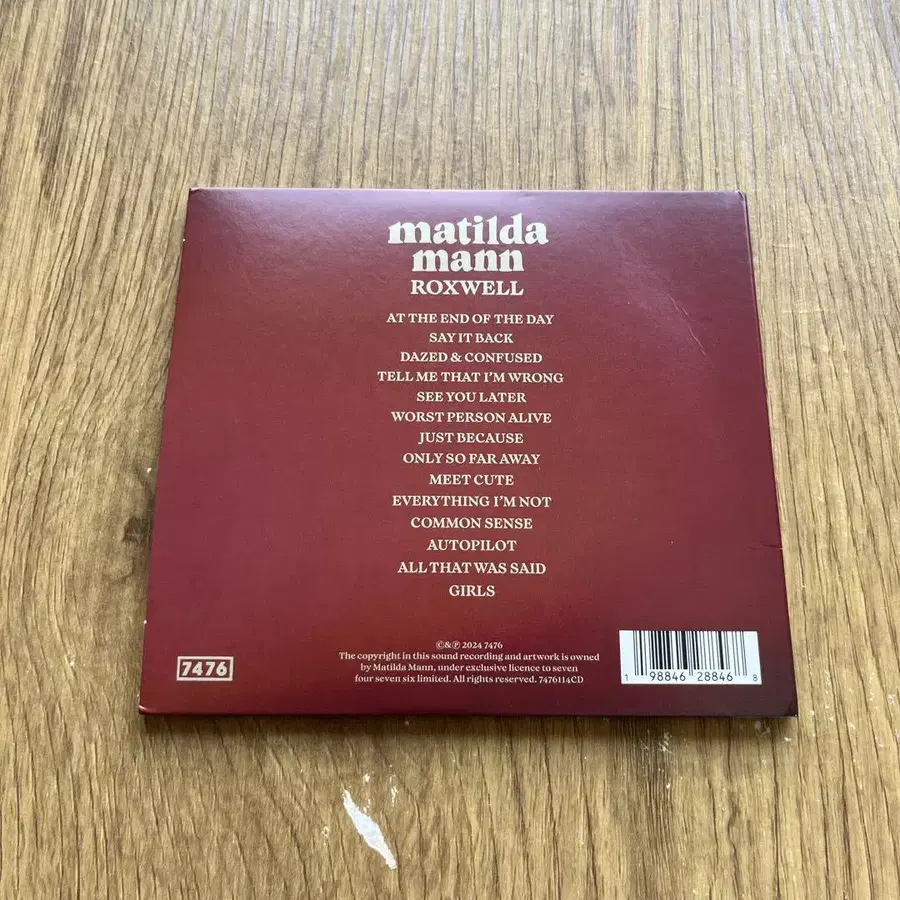 matilda
mann
ROXWELL
AT THE END OF THE DAY
SAY IT BACK
DAZED & CONFUSED
TELL ME THAT I'M WRONG
SEE YOU LATER
WORST PERSON ALIVE
JUST BECAUSE
ONLY SO FAR AWAY
MEET CUTE
EVERYTHING I'M NOT
COMMON SENSE
AUTOPILOT
ALL THAT WAS SAID
GIRLS
©&℗ 2024 7476
The copyright in this sound recording and artwork is owned
by Matilda Mann, under exclusive licence to seven
four seven six limited. All rights reserved. 7476114CD
7476
1 98846 28846 8